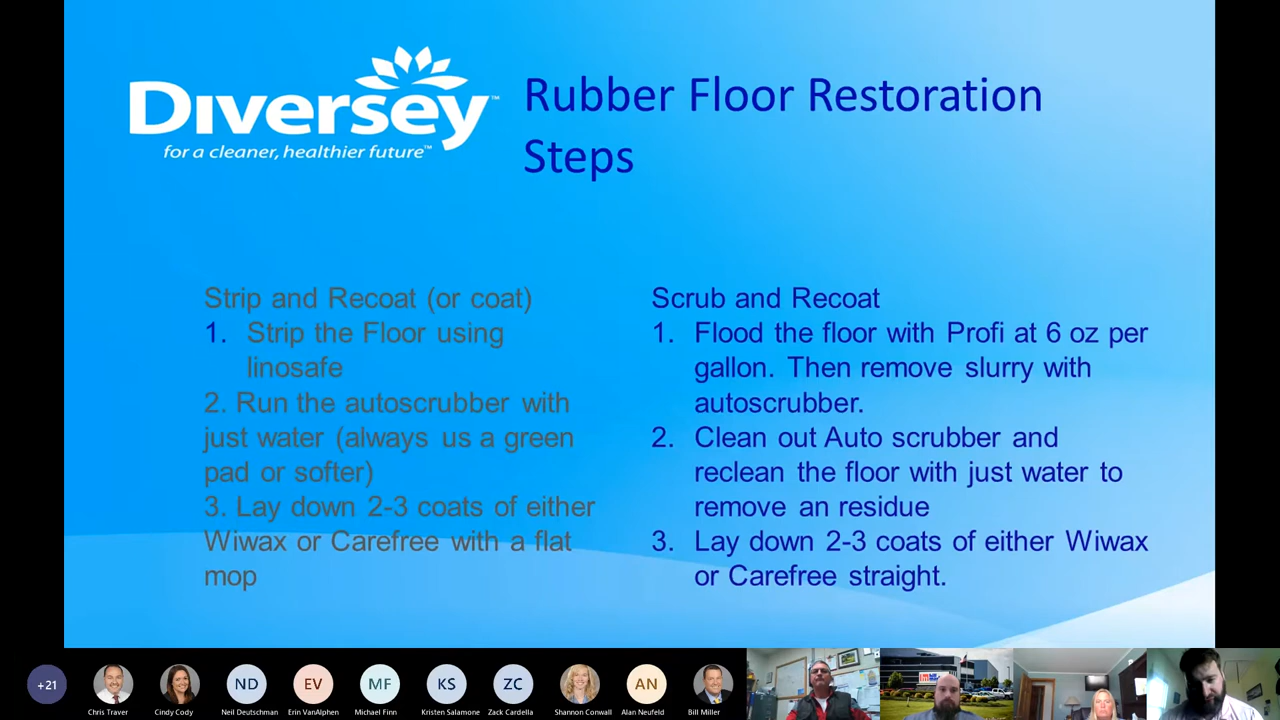 DIVERSEY™
for a cleaner, healthier future™
Rubber Floor Restoration
Steps
Strip and Recoat (or coat)
1. Strip the Floor using
linosafe
2. Run the autoscrubber with
just water (always us a green
pad or softer)
3. Lay down 2-3 coats of either
Wiwax or Carefree with a flat
mop
Scrub and Recoat
1. Flood the floor with Profi at 6 oz per
gallon. Then remove slurry with
autoscrubber.
2. Clean out Auto scrubber and
reclean the floor with just water to
remove an residue
3. Lay down 2-3 coats of either Wiwax
or Carefree straight.
+21
ND
EV
MF
KS
ZC
AN
Chris Traver
Cindy Cody
Neil Deutschman
Erin VanAlphen
Michael Finn
Kristen Salamone
Zack Cardella
Shannon Conwall
Alan Neufeld
Bill Miller